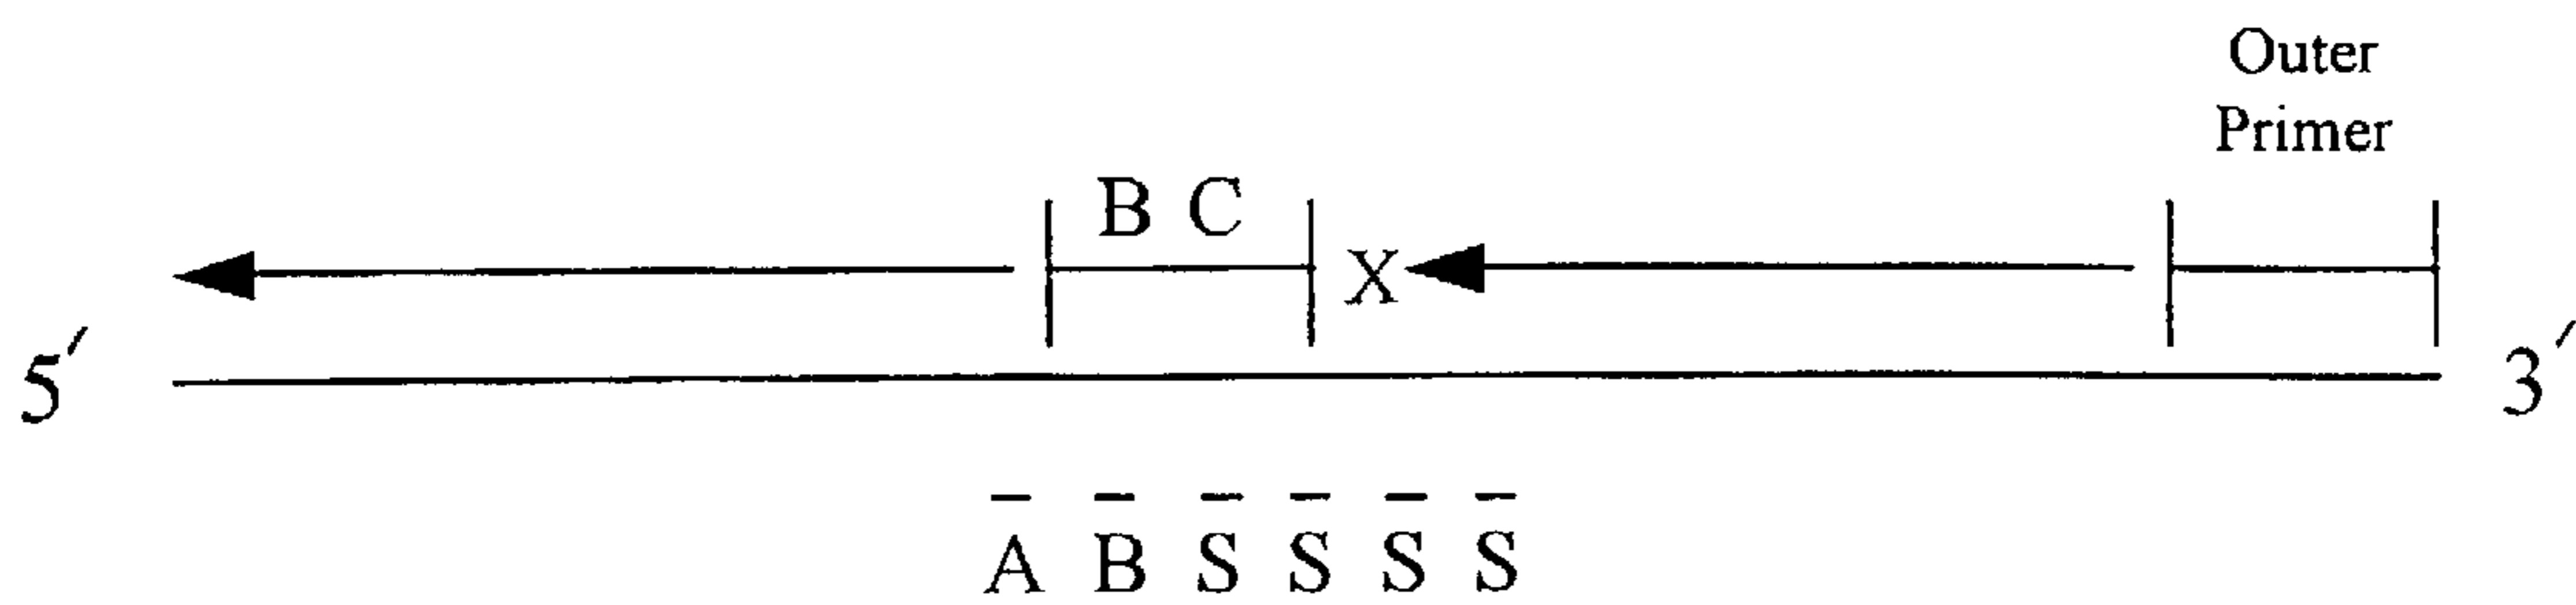 Outer
Primer
B C
X
5′
3′
A̅ B̅ S̅ S̅ S̅ S̅